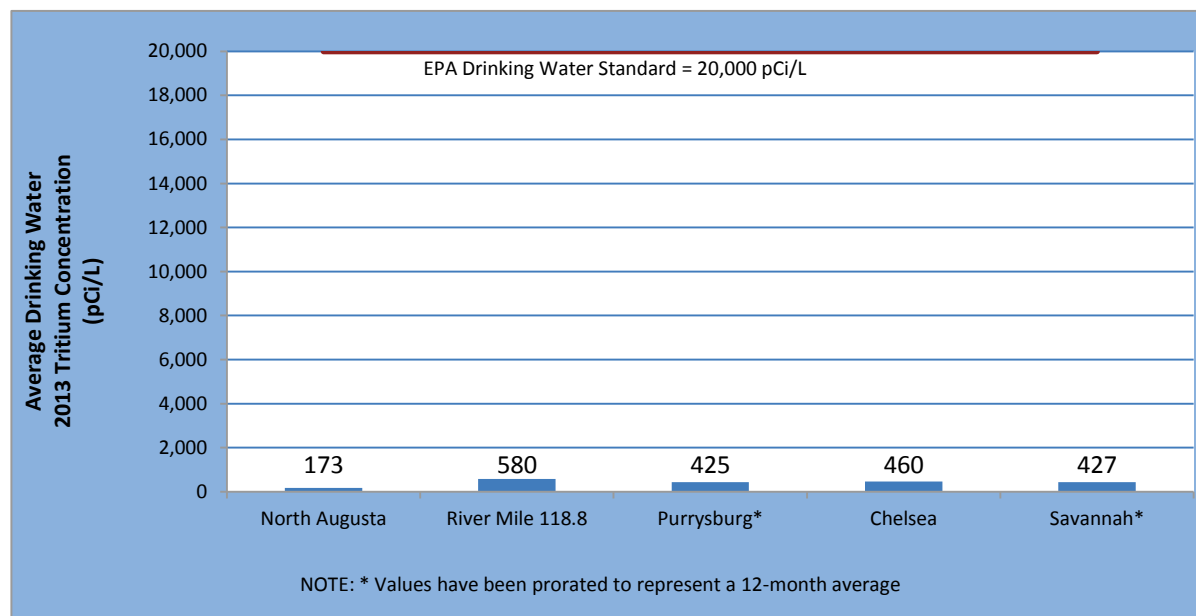 Average Drinking Water
2013 Tritium Concentration
(pCi/L)
20,000
18,000
16,000
14,000
12,000
10,000
8,000
6,000
4,000
2,000
0
EPA Drinking Water Standard = 20,000 pCi/L
173
580
425
460
427
North Augusta
River Mile 118.8
Purrysburg*
Chelsea
Savannah*
NOTE: * Values have been prorated to represent a 12-month average